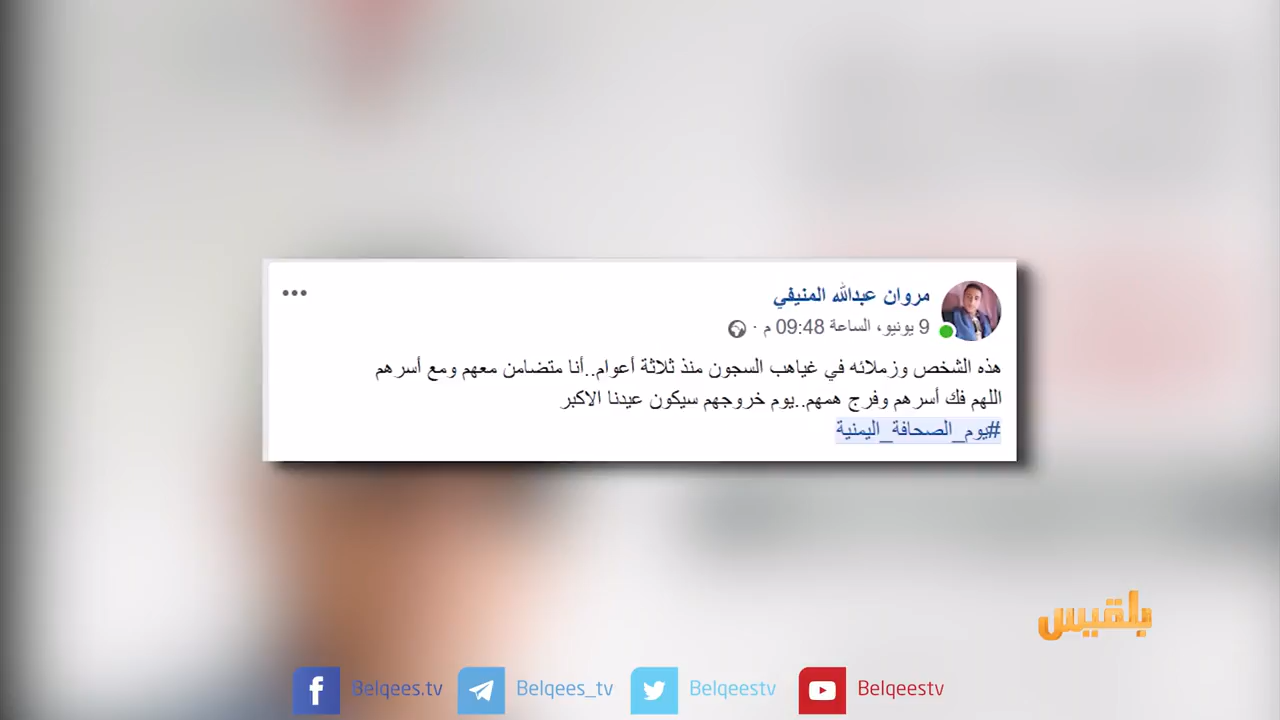 مروان عبدالله المنيفي
9 يونيو، الساعة 09:48 م ·
هذه الشخص وزملائه في غياهب السجون منذ ثلاثة أعوام..أنا متضامن معهم ومع أسرهم
اللهم فك أسرهم وفرج همهم..يوم خروجهم سيكون عيدنا الاكبر
#يوم_الصحافة_اليمنية
بلقيس
Belqees.tv
Belqees_tv
Belqeestv
Belqeestv